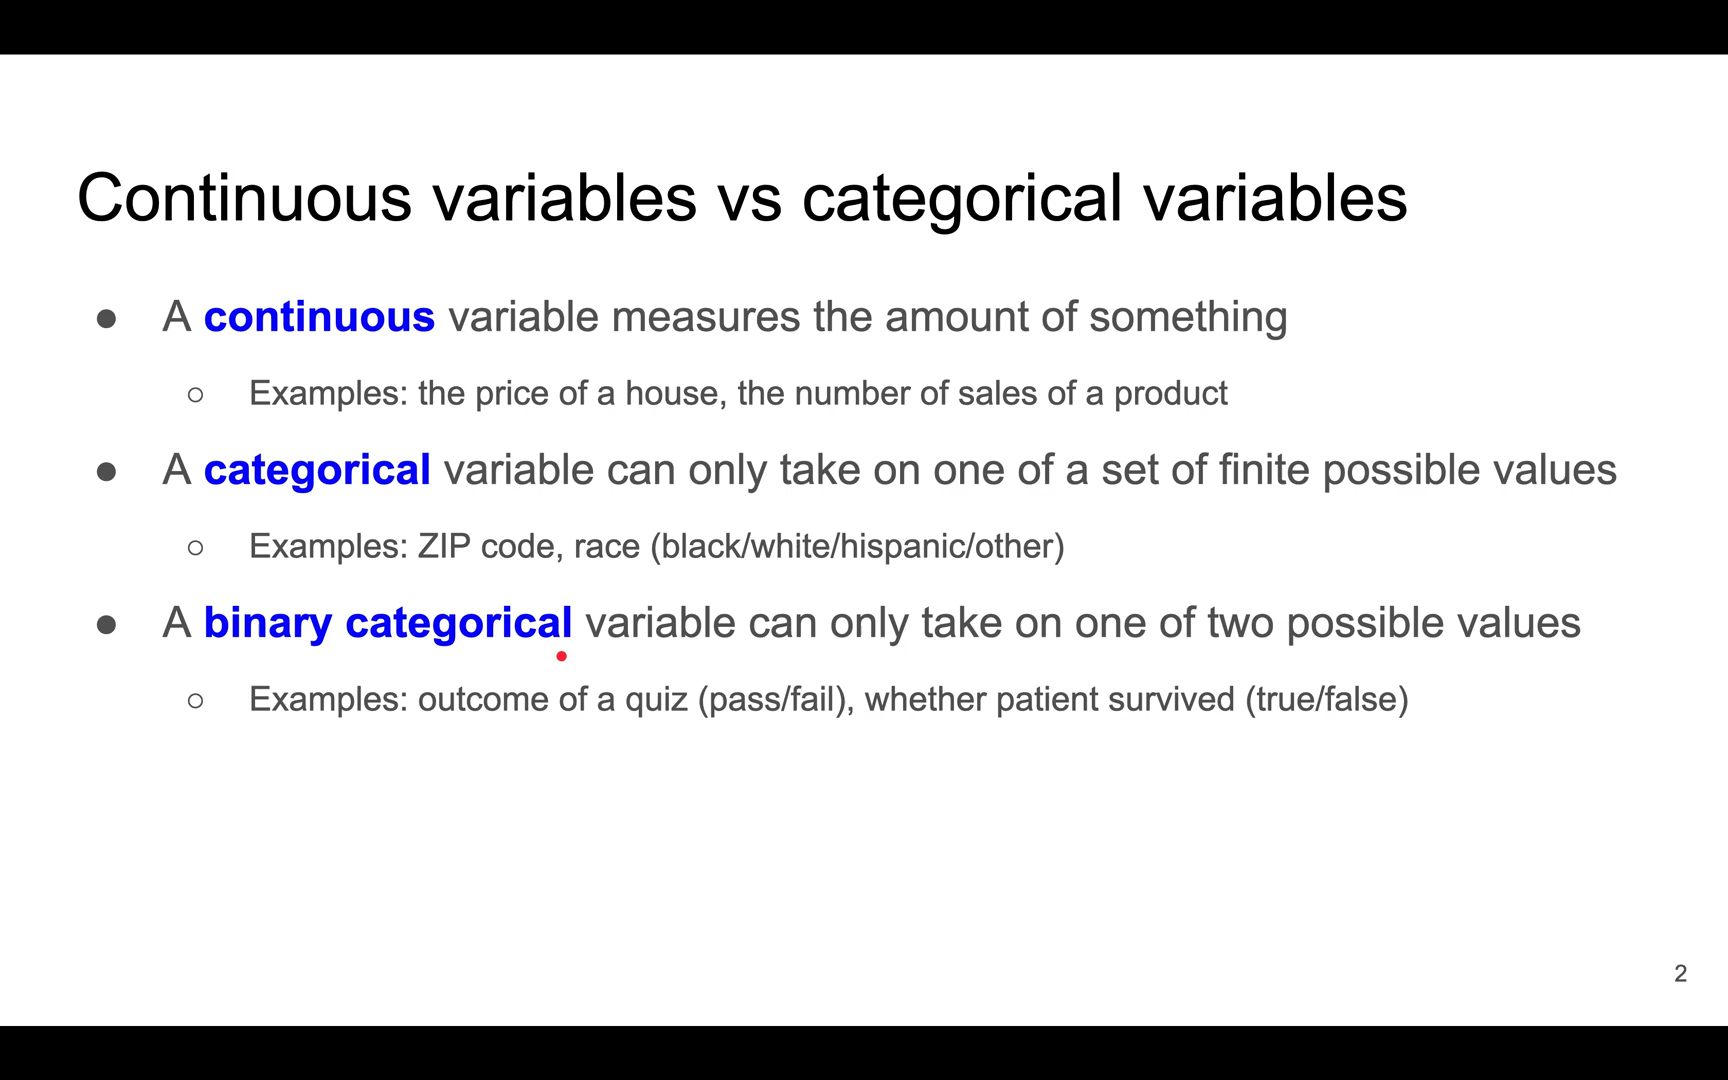 Continuous variables vs categorical variables
● A continuous variable measures the amount of something
○ Examples: the price of a house, the number of sales of a product
● A categorical variable can only take on one of a set of finite possible values
○ Examples: ZIP code, race (black/white/hispanic/other)
● A binary categorical variable can only take on one of two possible values
○ Examples: outcome of a quiz (pass/fail), whether patient survived (true/false)
2